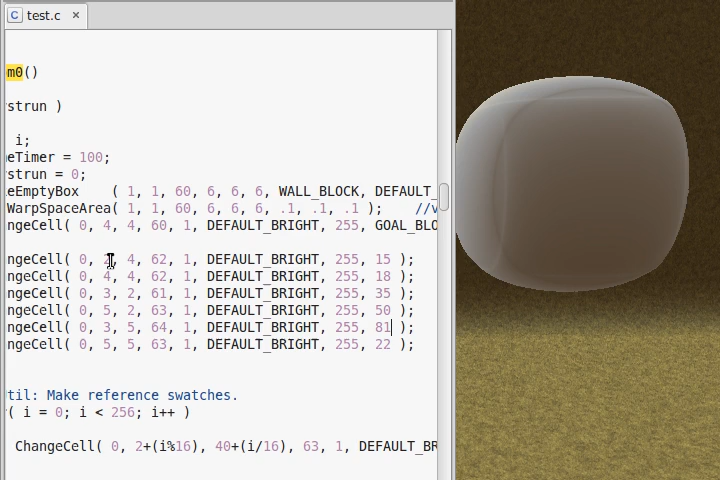 C test.c ×
m0()
strun )
i;
eTimer = 100;
strun = 0;
eEmptyBox ( 1, 1, 60, 6, 6, 6, WALL_BLOCK, DEFAULT_
WarpSpaceArea( 1, 1, 60, 6, 6, 6, .1, .1, .1 ); //v
ngeCell( 0, 4, 4, 60, 1, DEFAULT_BRIGHT, 255, GOAL_BLO
ngeCell( 0, 2, 4, 62, 1, DEFAULT_BRIGHT, 255, 15 );
ngeCell( 0, 4, 4, 62, 1, DEFAULT_BRIGHT, 255, 18 );
ngeCell( 0, 3, 2, 61, 1, DEFAULT_BRIGHT, 255, 35 );
ngeCell( 0, 5, 2, 63, 1, DEFAULT_BRIGHT, 255, 50 );
ngeCell( 0, 3, 5, 64, 1, DEFAULT_BRIGHT, 255, 81 );
ngeCell( 0, 5, 5, 63, 1, DEFAULT_BRIGHT, 255, 22 );
til: Make reference swatches.
( i = 0; i < 256; i++ )
ChangeCell( 0, 2+(i%16), 40+(i/16), 63, 1, DEFAULT_BR